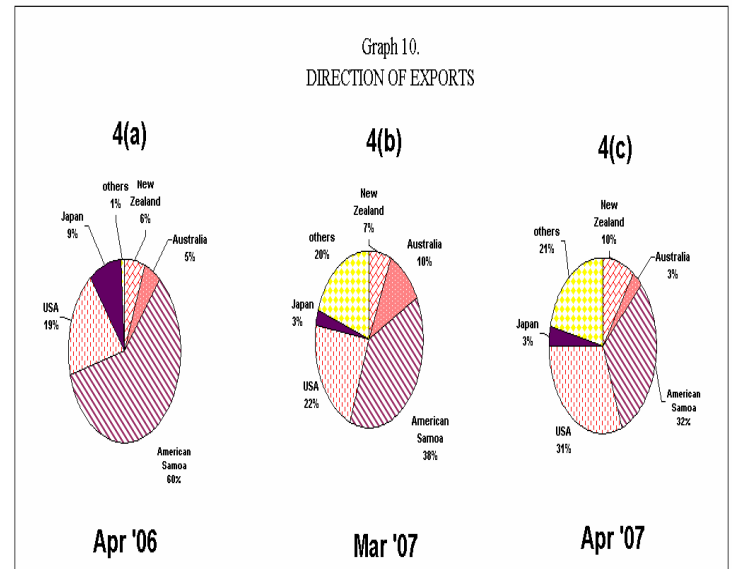 Graph 10.
DIRECTION OF EXPORTS
4(a)
others
1%
New
Zealand
6%
Japan
9%
Australia
5%
USA
19%
American
Samoa
60%
Apr '06
4(b)
New
Zealand
7%
others
20%
Australia
10%
Japan
3%
USA
22%
American
Samoa
38%
Mar '07
4(c)
New
Zealand
10%
others
21%
Australia
3%
Japan
3%
American
Samoa
32%
USA
31%
Apr '07